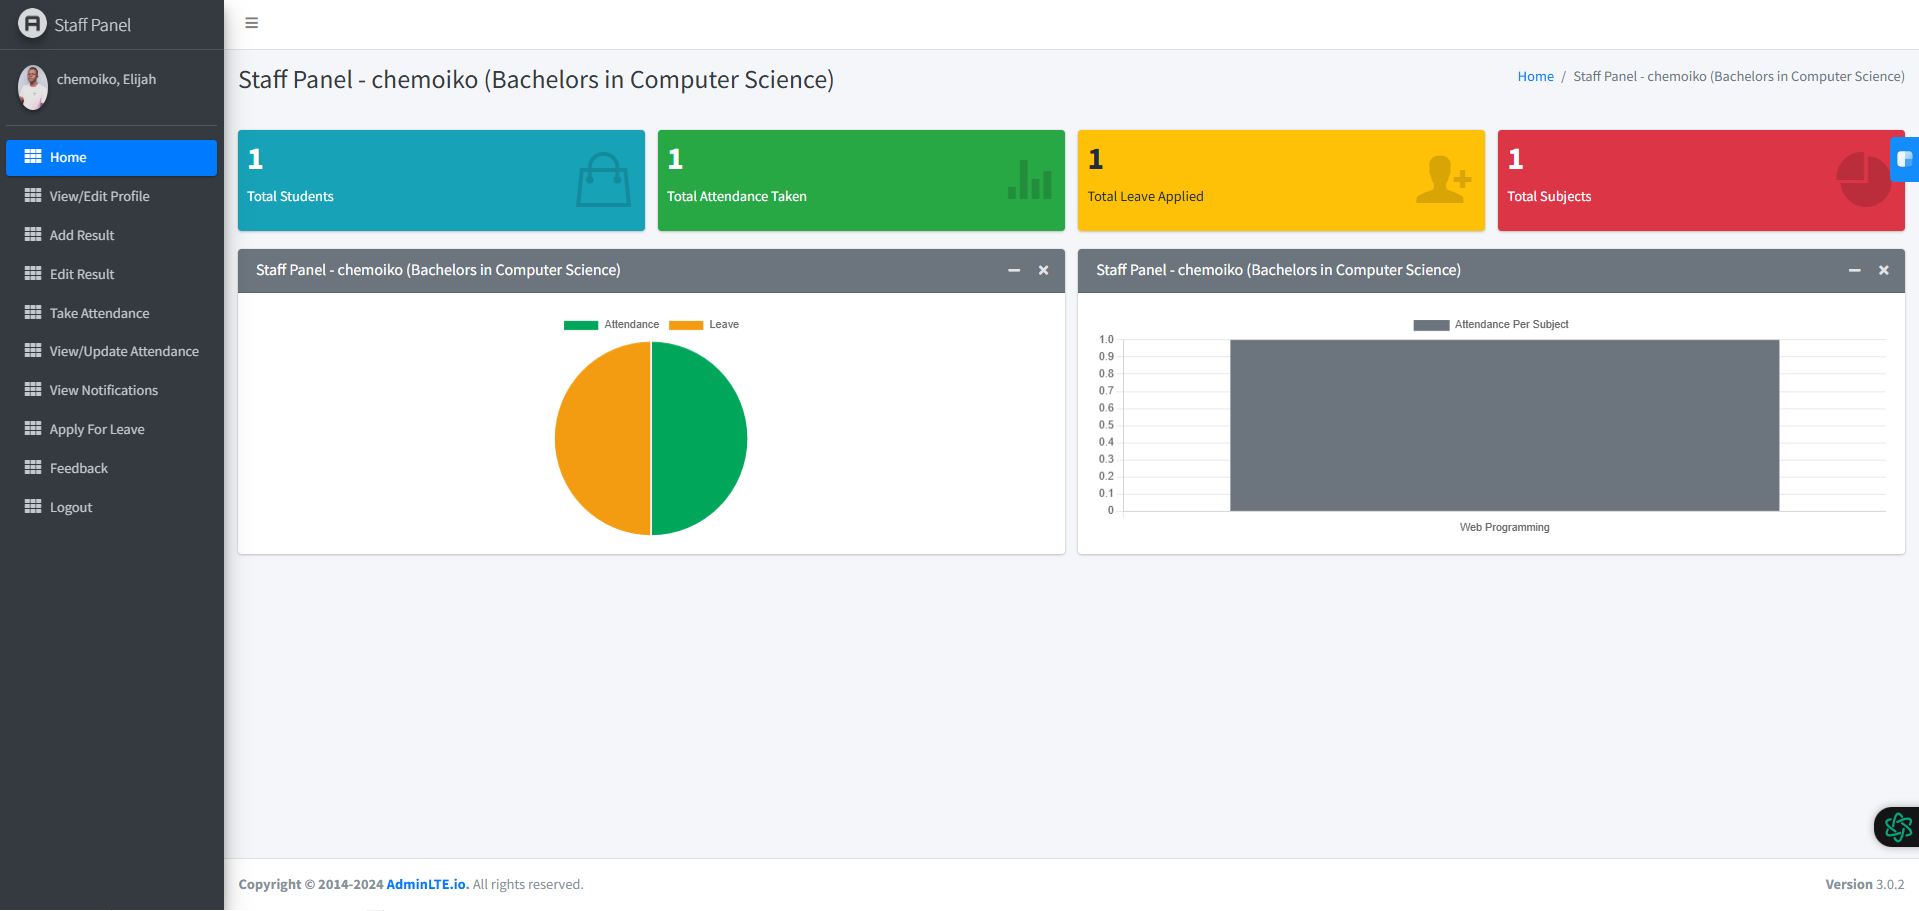 Staff Panel
chemoiko, Elijah
Home
View/Edit Profile
Add Result
Edit Result
Take Attendance
View/Update Attendance
View Notifications
Apply For Leave
Feedback
Logout
Staff Panel - chemoiko (Bachelors in Computer Science)
Home / Staff Panel - chemoiko (Bachelors in Computer Science)
1
Total Students
1
Total Attendance Taken
1
Total Leave Applied
1
Total Subjects
Staff Panel - chemoiko (Bachelors in Computer Science)
Attendance Leave
Staff Panel - chemoiko (Bachelors in Computer Science)
Attendance Per Subject
1.0
0.9
0.8
0.7
0.6
0.5
0.4
0.3
0.2
0.1
0
Web Programming
Copyright © 2014-2024 AdminLTE.io. All rights reserved.
Version 3.0.2